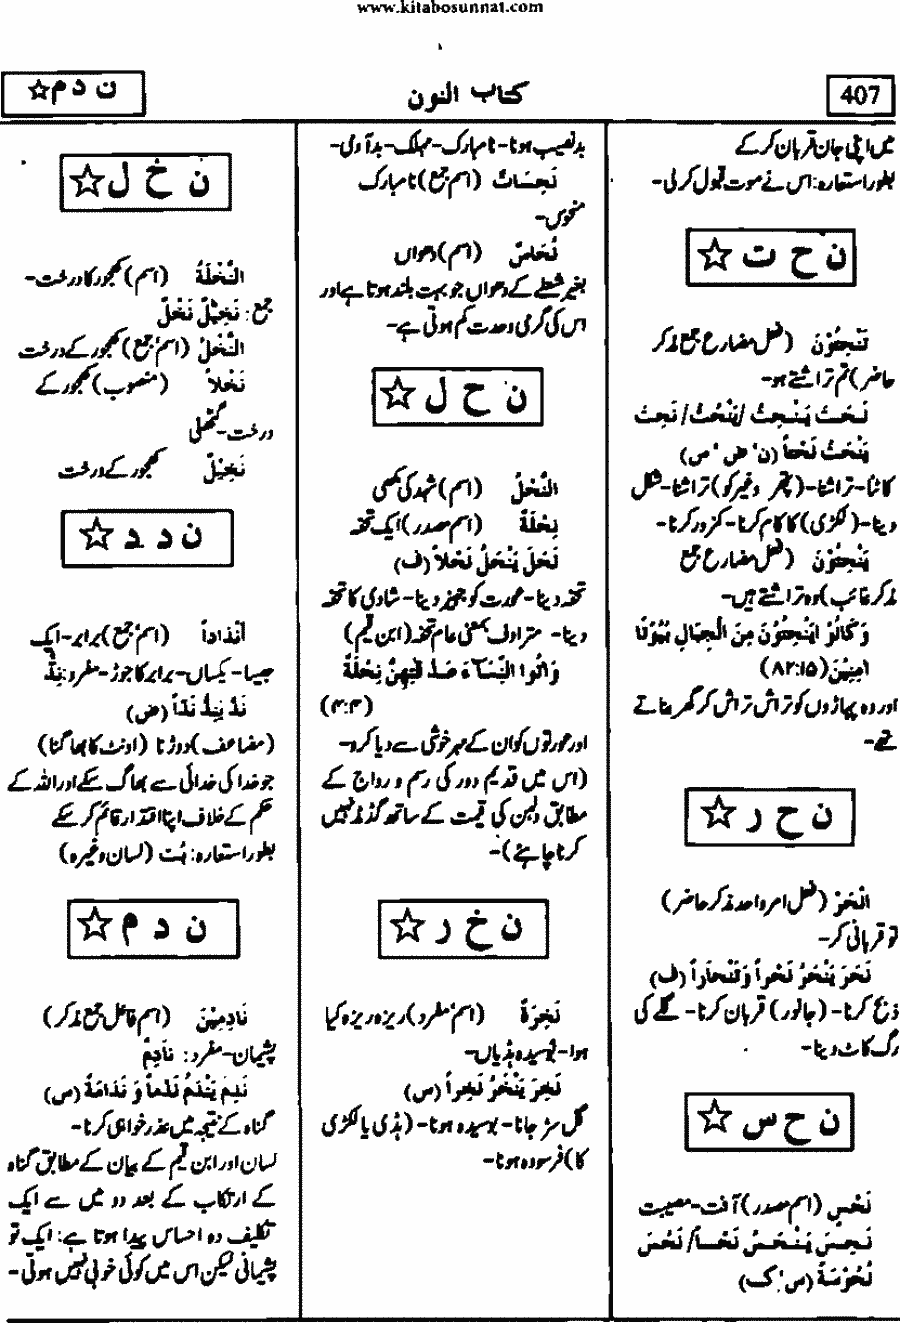 www.kitabosunnat.com
407
کتاب النون
ن د م☆
میں اپنی جان قربان کر کے
بطور استعارہ: اس نے موت قبول کرلی۔
ن ح ت ☆
تَنْحِتُوْنَ (فعل مضارع جمع مذکر
حاضر) تم تراشتے ہو۔
نَحَتَ يَنْحِتُ /يَنْحُتُ/ نَحِتَ
يَنْحَتُ نَحْتاً (ن، ض، س)
کاٹنا۔ تراشنا۔ (پتھر وغیرہ کو) تراشنا۔ شکل
دینا۔ (لکڑی) کا کام کرنا۔ کمزور کرنا۔
يَنْحِتُوْنَ (فعل مضارع جمع
مذکر غائب) وہ تراشتے ہیں۔
وَكَانُوْا يَنْحِتُوْنَ مِنَ الْجِبَالِ بُيُوْتًا
اٰمِنِيْنَ (۸۲:۱۵)
اور وہ پہاڑوں کو تراش تراش کر گھر بناتے
تھے۔
ن ح ر ☆
انْحَرْ (فعل امر واحد مذکر حاضر)
تو قربانی کر۔
نَحَرَ يَنْحَرُ نَحْراً وَتَنْحَاراً (ف)
ذبح کرنا۔ (جانور) قربان کرنا۔ گلے کی
رگ کاٹ دینا۔
ن ح س ☆
نَحْسٍ (اسم مصدر) آفت۔ مصیبت
نَحِسَ يَنْحَسُ نَحْساً/ نَحُسَ
نُحُوْسَةً (س، ک)
بدنصیب ہونا۔ نامبارک۔ مہلک۔ بدآدمی۔
نَحِسَاتٌ (اسم جمع) نامبارک
منحوس۔
نُحَاسٌ (اسم) دھواں
بغیر شعلے کے دھواں جو بہت بلند ہوتا ہے اور
اس کی گرمی و حدت کم ہوتی ہے۔
ن ح ل ☆
النَّحْلُ (اسم) شہد کی مکھی
نِحْلَةً (اسم مصدر) ایک تحفہ
نَحَلَ يَنْحَلُ نَحْلاً (ف)
تحفہ دینا۔ عورت کو جہیز دینا۔ شادی کا تحفہ
دینا۔ مترادف بمعنی عام تحفہ (ابن قیم)
وَاٰتُوا النِّسَآءَ صَدُقٰتِهِنَّ نِحْلَةً
(۴:۴)
اور عورتوں کو ان کے مہر خوشی سے دیا کرو۔
(اس میں قدیم دور کی رسم و رواج کے
مطابق دلہن کی قیمت کے ساتھ گڈمڈ نہیں
کرنا چاہئے)۔
ن خ ر ☆
نَخِرَةً (اسم مفرد) ریزہ ریزہ کیا
ہوا۔ بوسیدہ ہڈیاں۔
نَخِرَ يَنْخَرُ نَخَراً (س)
گل سڑ جانا۔ بوسیدہ ہونا۔ (ہڈی یا لکڑی
کا) فرسودہ ہونا۔
ن خ ل ☆
النَّخْلَةُ (اسم) کھجور کا درخت۔
جمع: نَخِيْلٌ نَخْلٌ
النَّخْلُ (اسم جمع) کھجور کے درخت
نَخْلاً (منصوب) کھجور کے
درخت۔ گٹھلی
نَخِيْلٌ کھجور کے درخت
ن د د ☆
أَنْدَاداً (اسم جمع) برابر۔ ایک
جیسا۔ یکساں۔ برابر کا جوڑ۔ مفرد: نِدٌّ
نَدَّ يَنِدُّ نَدّاً (ض)
(مضاعف) دوڑنا (اونٹ کا بھاگنا)
جو خدا کی خدائی سے بھاگ سکے اور اللہ کے
حکم کے خلاف اپنا اقتدار قائم کر سکے
بطور استعارہ: بُت (لسان وغیرہ)
ن د م ☆
نَادِمِيْنَ (اسم فاعل جمع مذکر)
پشیمان۔ مفرد: نَادِمٌ
نَدِمَ يَنْدَمُ نَدْماً وَ نَدَامَةً (س)
گناہ کے نتیجہ میں عذر خواہی کرنا۔
لسان اور ابن قیم کے بیان کے مطابق گناہ
کے ارتکاب کے بعد دو میں سے ایک
تکلیف دہ احساس پیدا ہوتا ہے: ایک تو
پشیمانی لیکن اس میں کوئی خوبی نہیں ہوتی۔